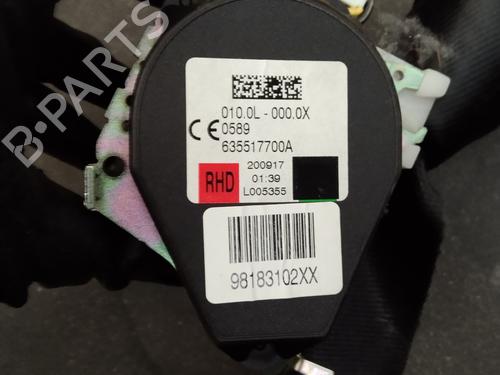 010.0L - 000.0X
CE 0589
635517700A
RHD
200917
01:39
L005355
98183102XX
B-PARTS